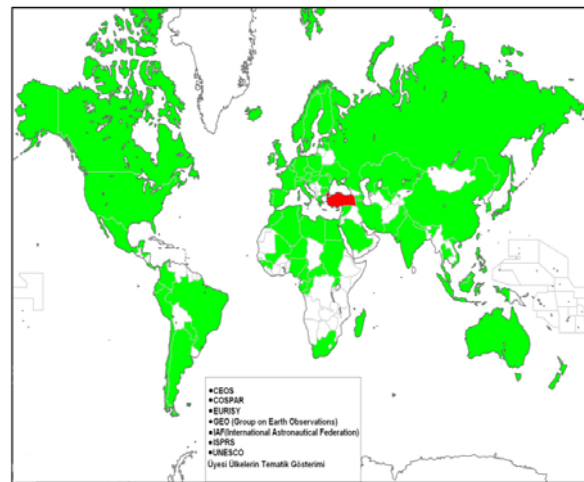 •CEOS
•COSPAR
•EURISY
•GEO (Group on Earth Observations)
•IAF(International Astronautical Federation)
•ISPRS
•UNESCO
Üyesi Ülkelerin Tematik Gösterimi